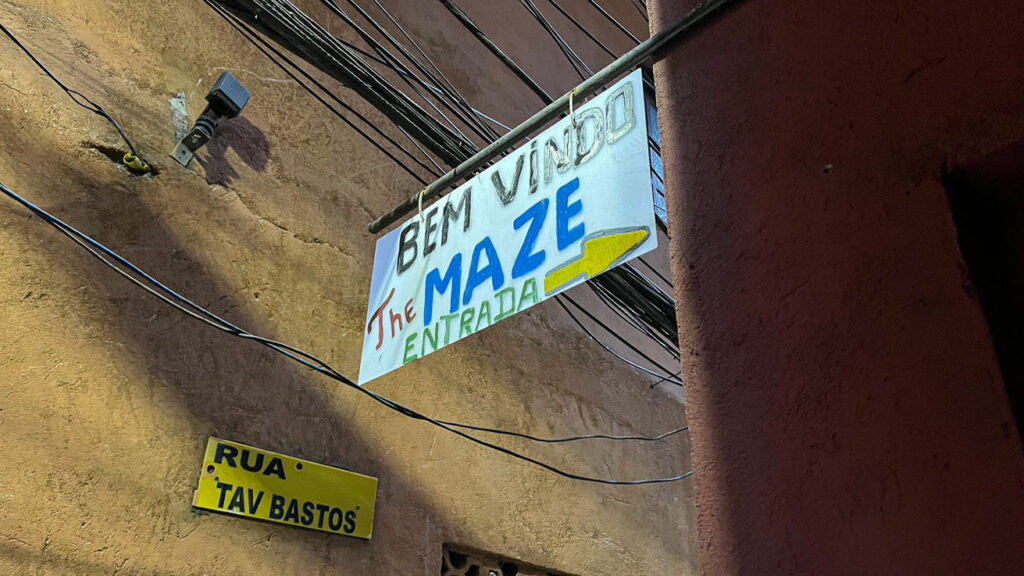 BEM VINDO
The MAZE
ENTRADA
RUA
TAV BASTOS